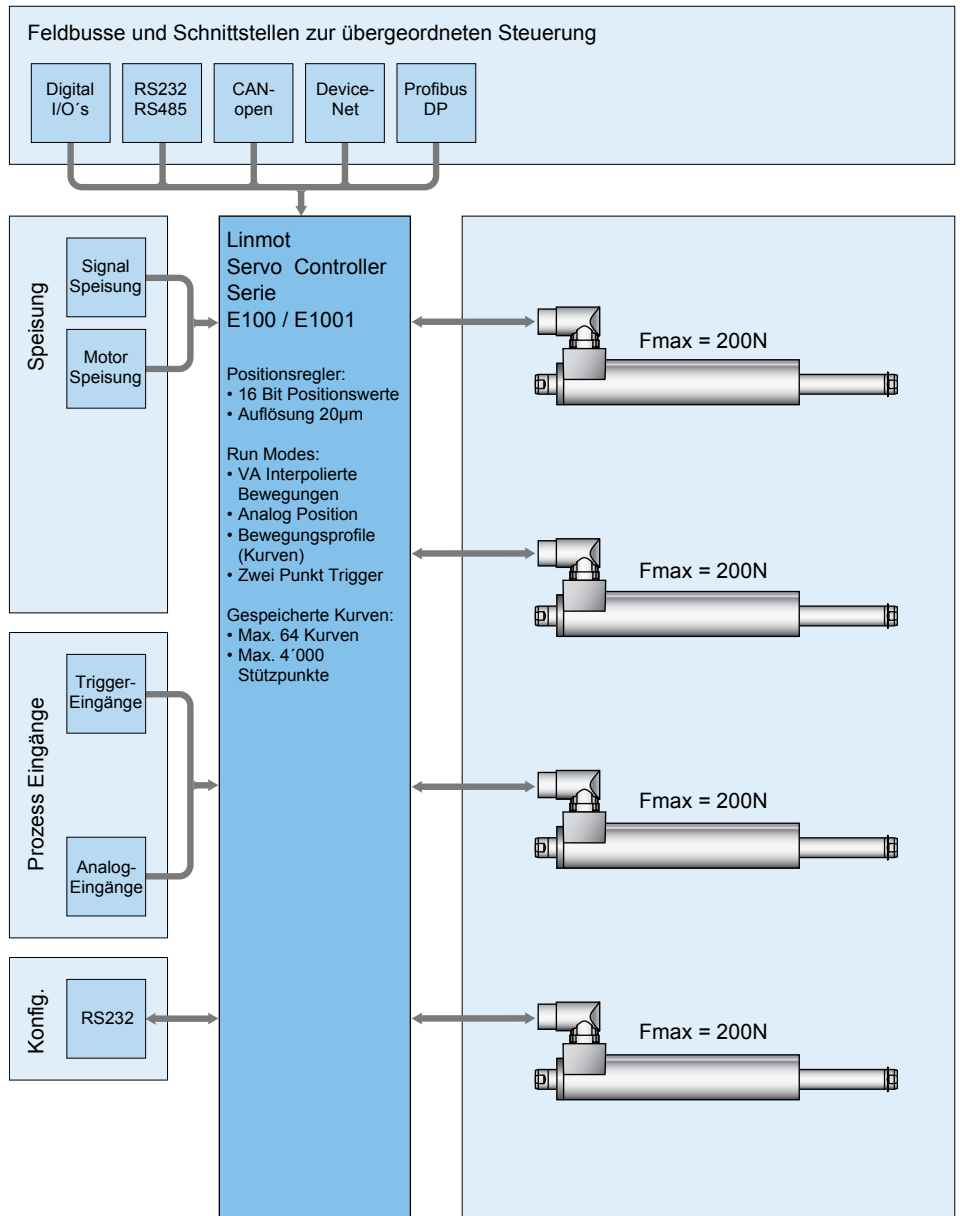 Feldbusse und Schnittstellen zur übergeordneten Steuerung
Digital
I/O´s
RS232
RS485
CAN-
open
Device-
Net
Profibus
DP
Speisung
Signal
Speisung
Motor
Speisung
Prozess Eingänge
Trigger-
Eingänge
Analog-
Eingänge
Konfig.
RS232
Linmot
Servo Controller
Serie
E100 / E1001
Positionsregler:
• 16 Bit Positionswerte
• Auflösung 20µm
Run Modes:
• VA Interpolierte
Bewegungen
• Analog Position
• Bewegungsprofile
(Kurven)
• Zwei Punkt Trigger
Gespeicherte Kurven:
• Max. 64 Kurven
• Max. 4´000
Stützpunkte
Fmax = 200N
Fmax = 200N
Fmax = 200N
Fmax = 200N